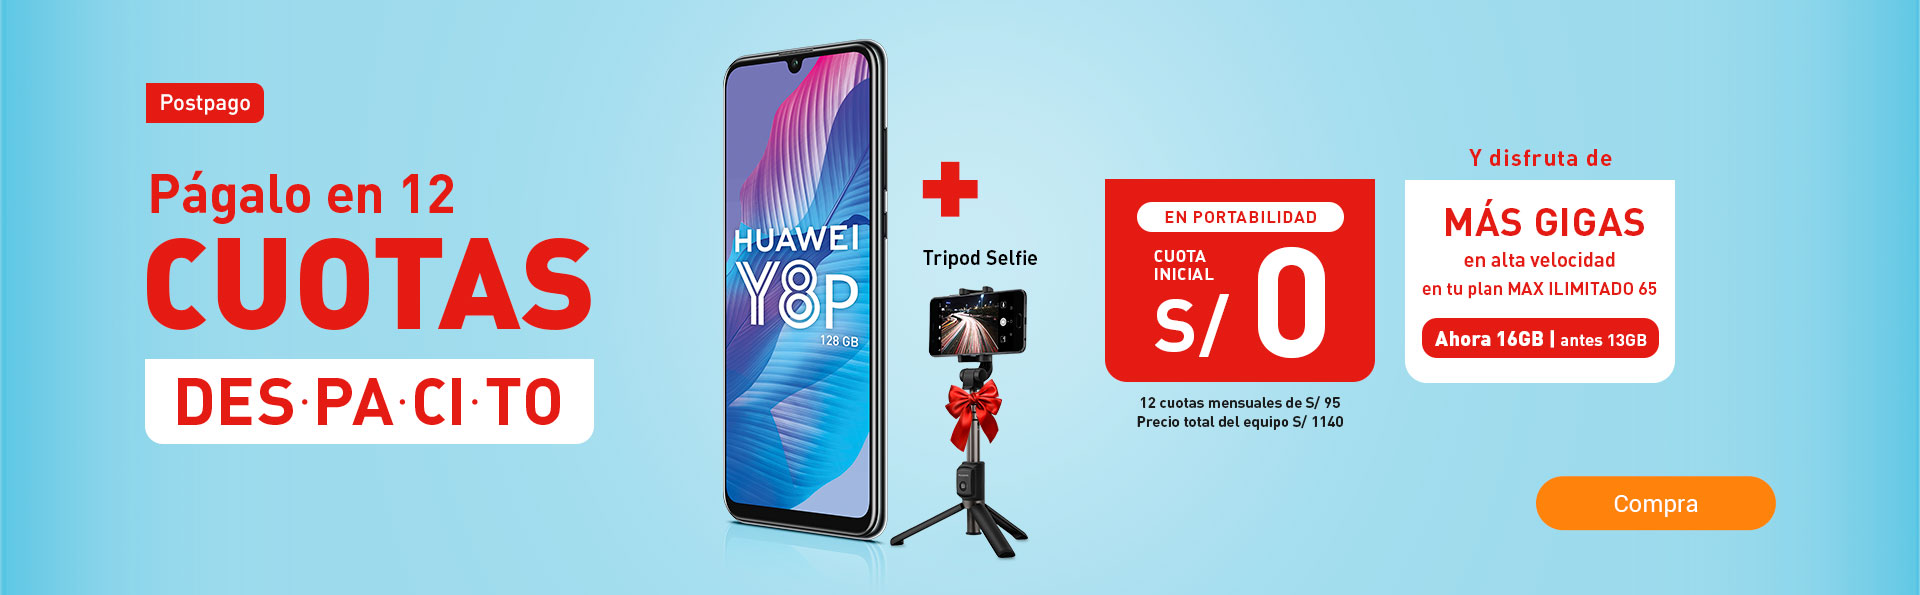 Postpago
Págalo en 12
CUOTAS
DES·PA·CI·TO
HUAWEI
Y8P
128 GB
Tripod Selfie
EN PORTABILIDAD
CUOTA
INICIAL
S/ 0
12 cuotas mensuales de S/ 95
Precio total del equipo S/ 1140
Y disfruta de
MÁS GIGAS
en alta velocidad
en tu plan MAX ILIMITADO 65
Ahora 16GB | antes 13GB
Compra